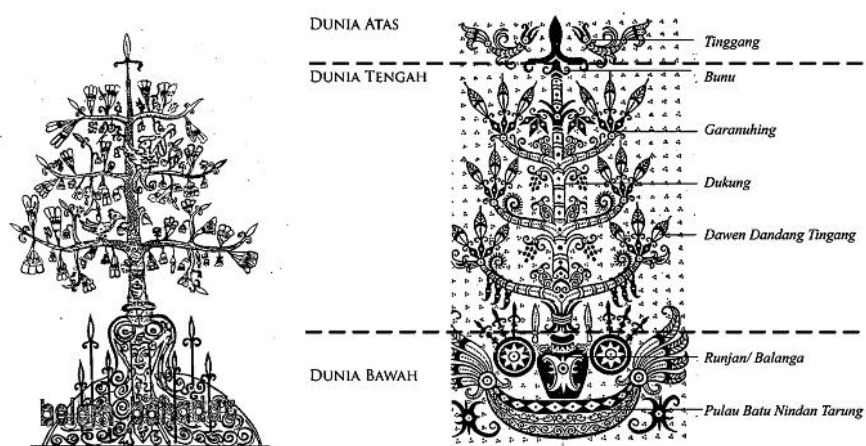 DUNIA ATAS
Tinggang
DUNIA TENGAH
Bunu
Garanuhing
Dukung
Dawen Dandang Tingang
DUNIA BAWAH
Runjan/ Balanga
Pulau Batu Nindan Tarung